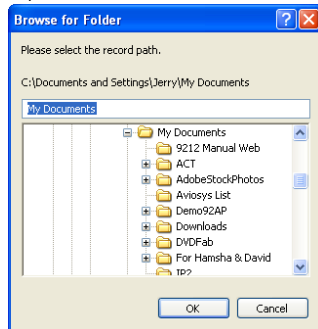 Browse for Folder
Please select the record path.
C:\Documents and Settings\Jerry\My Documents
My Documents
My Documents
9212 Manual Web
ACT
AdobeStockPhotos
Aviosys List
Demo92AP
Downloads
DVDFab
For Hamsha & David
IP2
OK Cancel